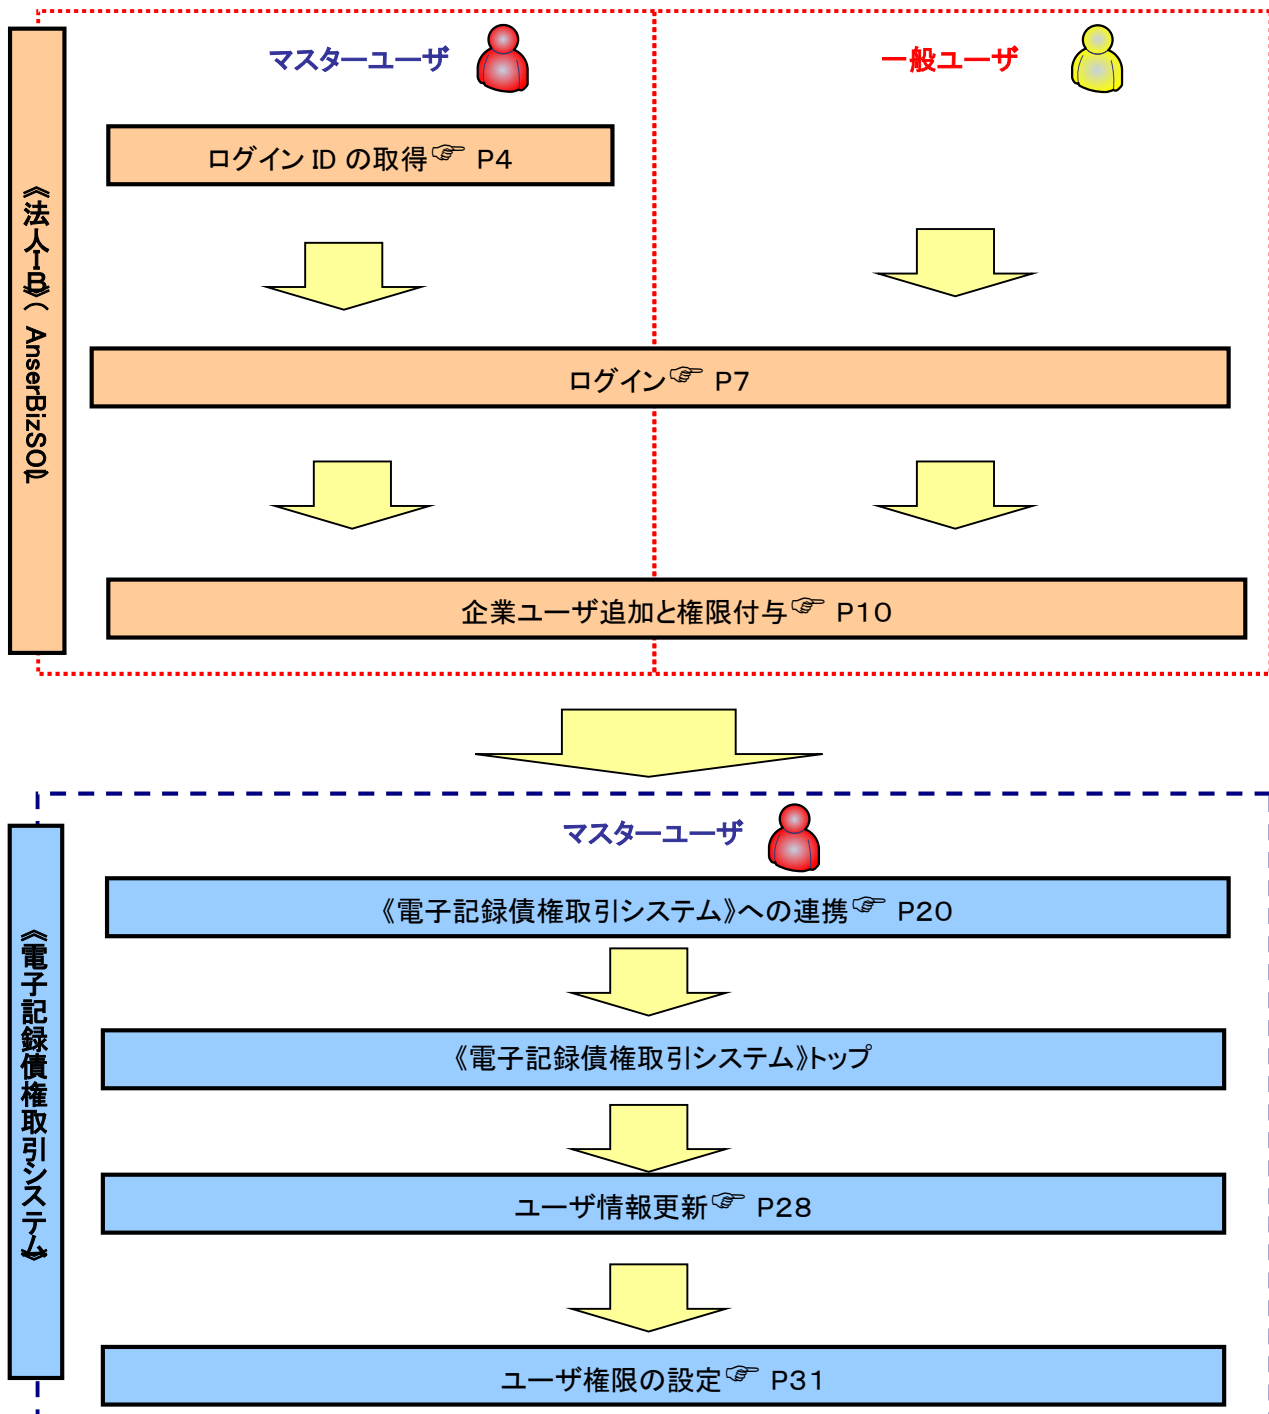 マスターユーザ
一般ユーザ
《法人IB》(AnserBizSOL)
ログイン ID の取得☞ P4
ログイン☞ P7
企業ユーザ追加と権限付与☞ P10
マスターユーザ
《電子記録債権取引システム》
《電子記録債権取引システム》への連携☞ P20
《電子記録債権取引システム》トップ
ユーザ情報更新☞ P28
ユーザ権限の設定☞ P31